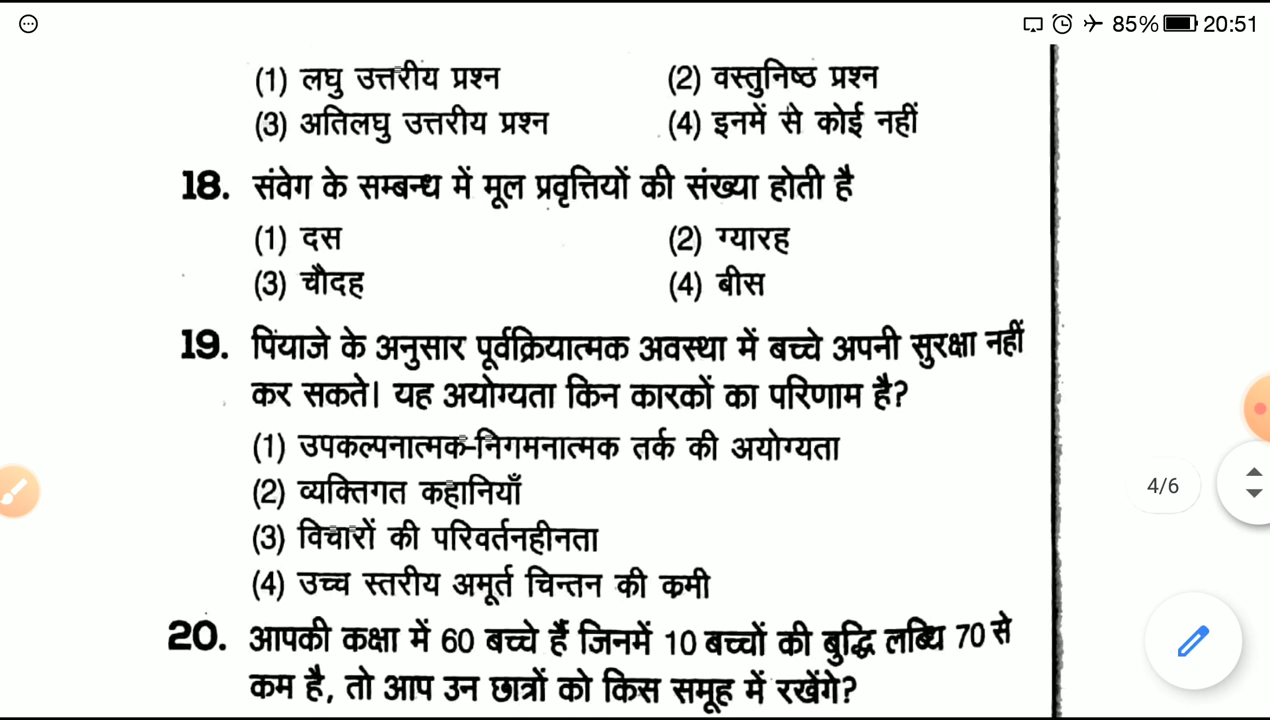 85% 20:51
(1) लघु उत्तरीय प्रश्न (2) वस्तुनिष्ठ प्रश्न
(3) अतिलघु उत्तरीय प्रश्न (4) इनमें से कोई नहीं
18. संवेग के सम्बन्ध में मूल प्रवृत्तियों की संख्या होती है
(1) दस (2) ग्यारह
(3) चौदह (4) बीस
19. पिंयाजे के अनुसार पूर्वक्रियात्मक अवस्था में बच्चे अपनी सुरक्षा नहीं
कर सकते। यह अयोग्यता किन कारकों का परिणाम है?
(1) उपकल्पनात्मक-निगमनात्मक तर्क की अयोग्यता
(2) व्यक्तिगत कहानियाँ
4/6
(3) विचारों की परिवर्तनहीनता
(4) उच्च स्तरीय अमूर्त चिन्तन की कमी
20. आपकी कक्षा में 60 बच्चे हैं जिनमें 10 बच्चों की बुद्धि लब्धि 70 से
कम है, तो आप उन छात्रों को किस समूह में रखेंगे?